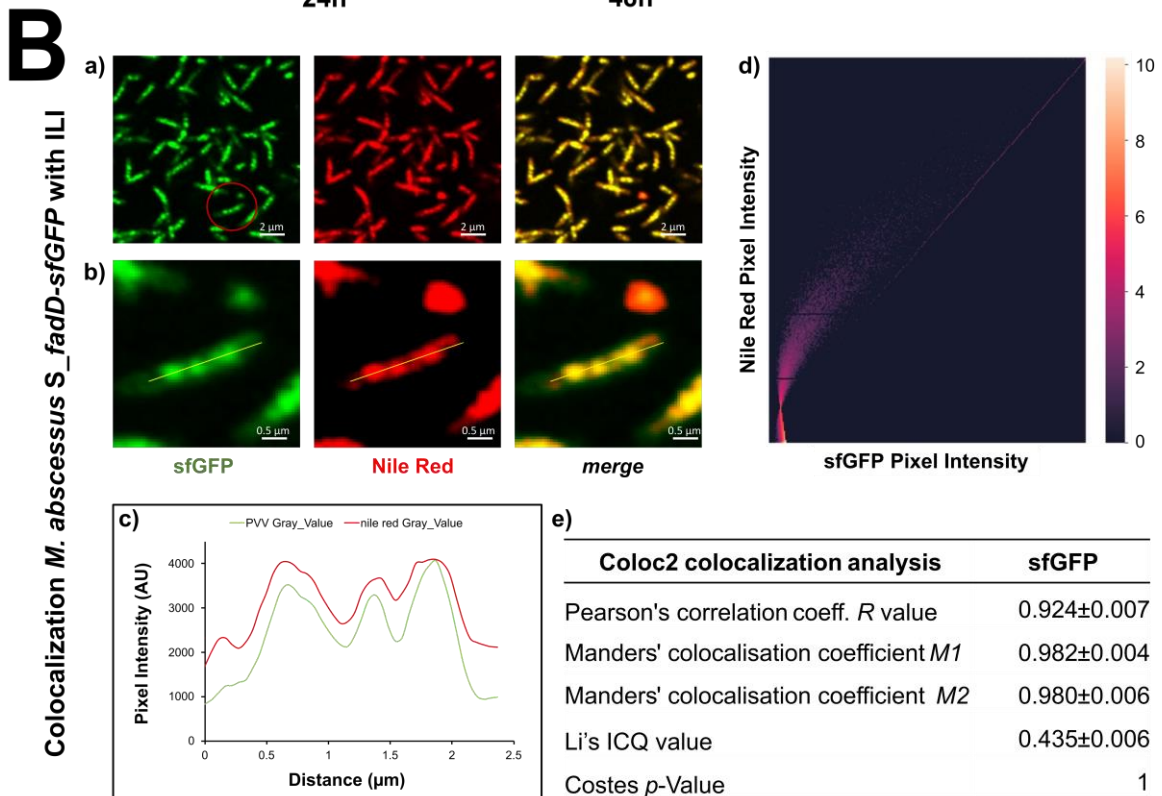 B
Colocalization M. abscessus S_fadD-sfGFP with ILI
a)
2 µm
2 µm
2 µm
b)
0.5 µm
0.5 µm
0.5 µm
sfGFP
Nile Red
merge
d)
Nile Red Pixel Intensity
sfGFP Pixel Intensity
10
8
6
4
2
0
c)
PVV Gray_Value
nile red Gray_Value
Pixel Intensity (AU)
4000
3000
2000
1000
0
0
0.5
1
1.5
2
2.5
Distance (µm)
e)
Coloc2 colocalization analysis sfGFP
Pearson's correlation coeff. R value 0.924±0.007
Manders' colocalisation coefficient M1 0.982±0.004
Manders' colocalisation coefficient M2 0.980±0.006
Li's ICQ value 0.435±0.006
Costes p-Value 1